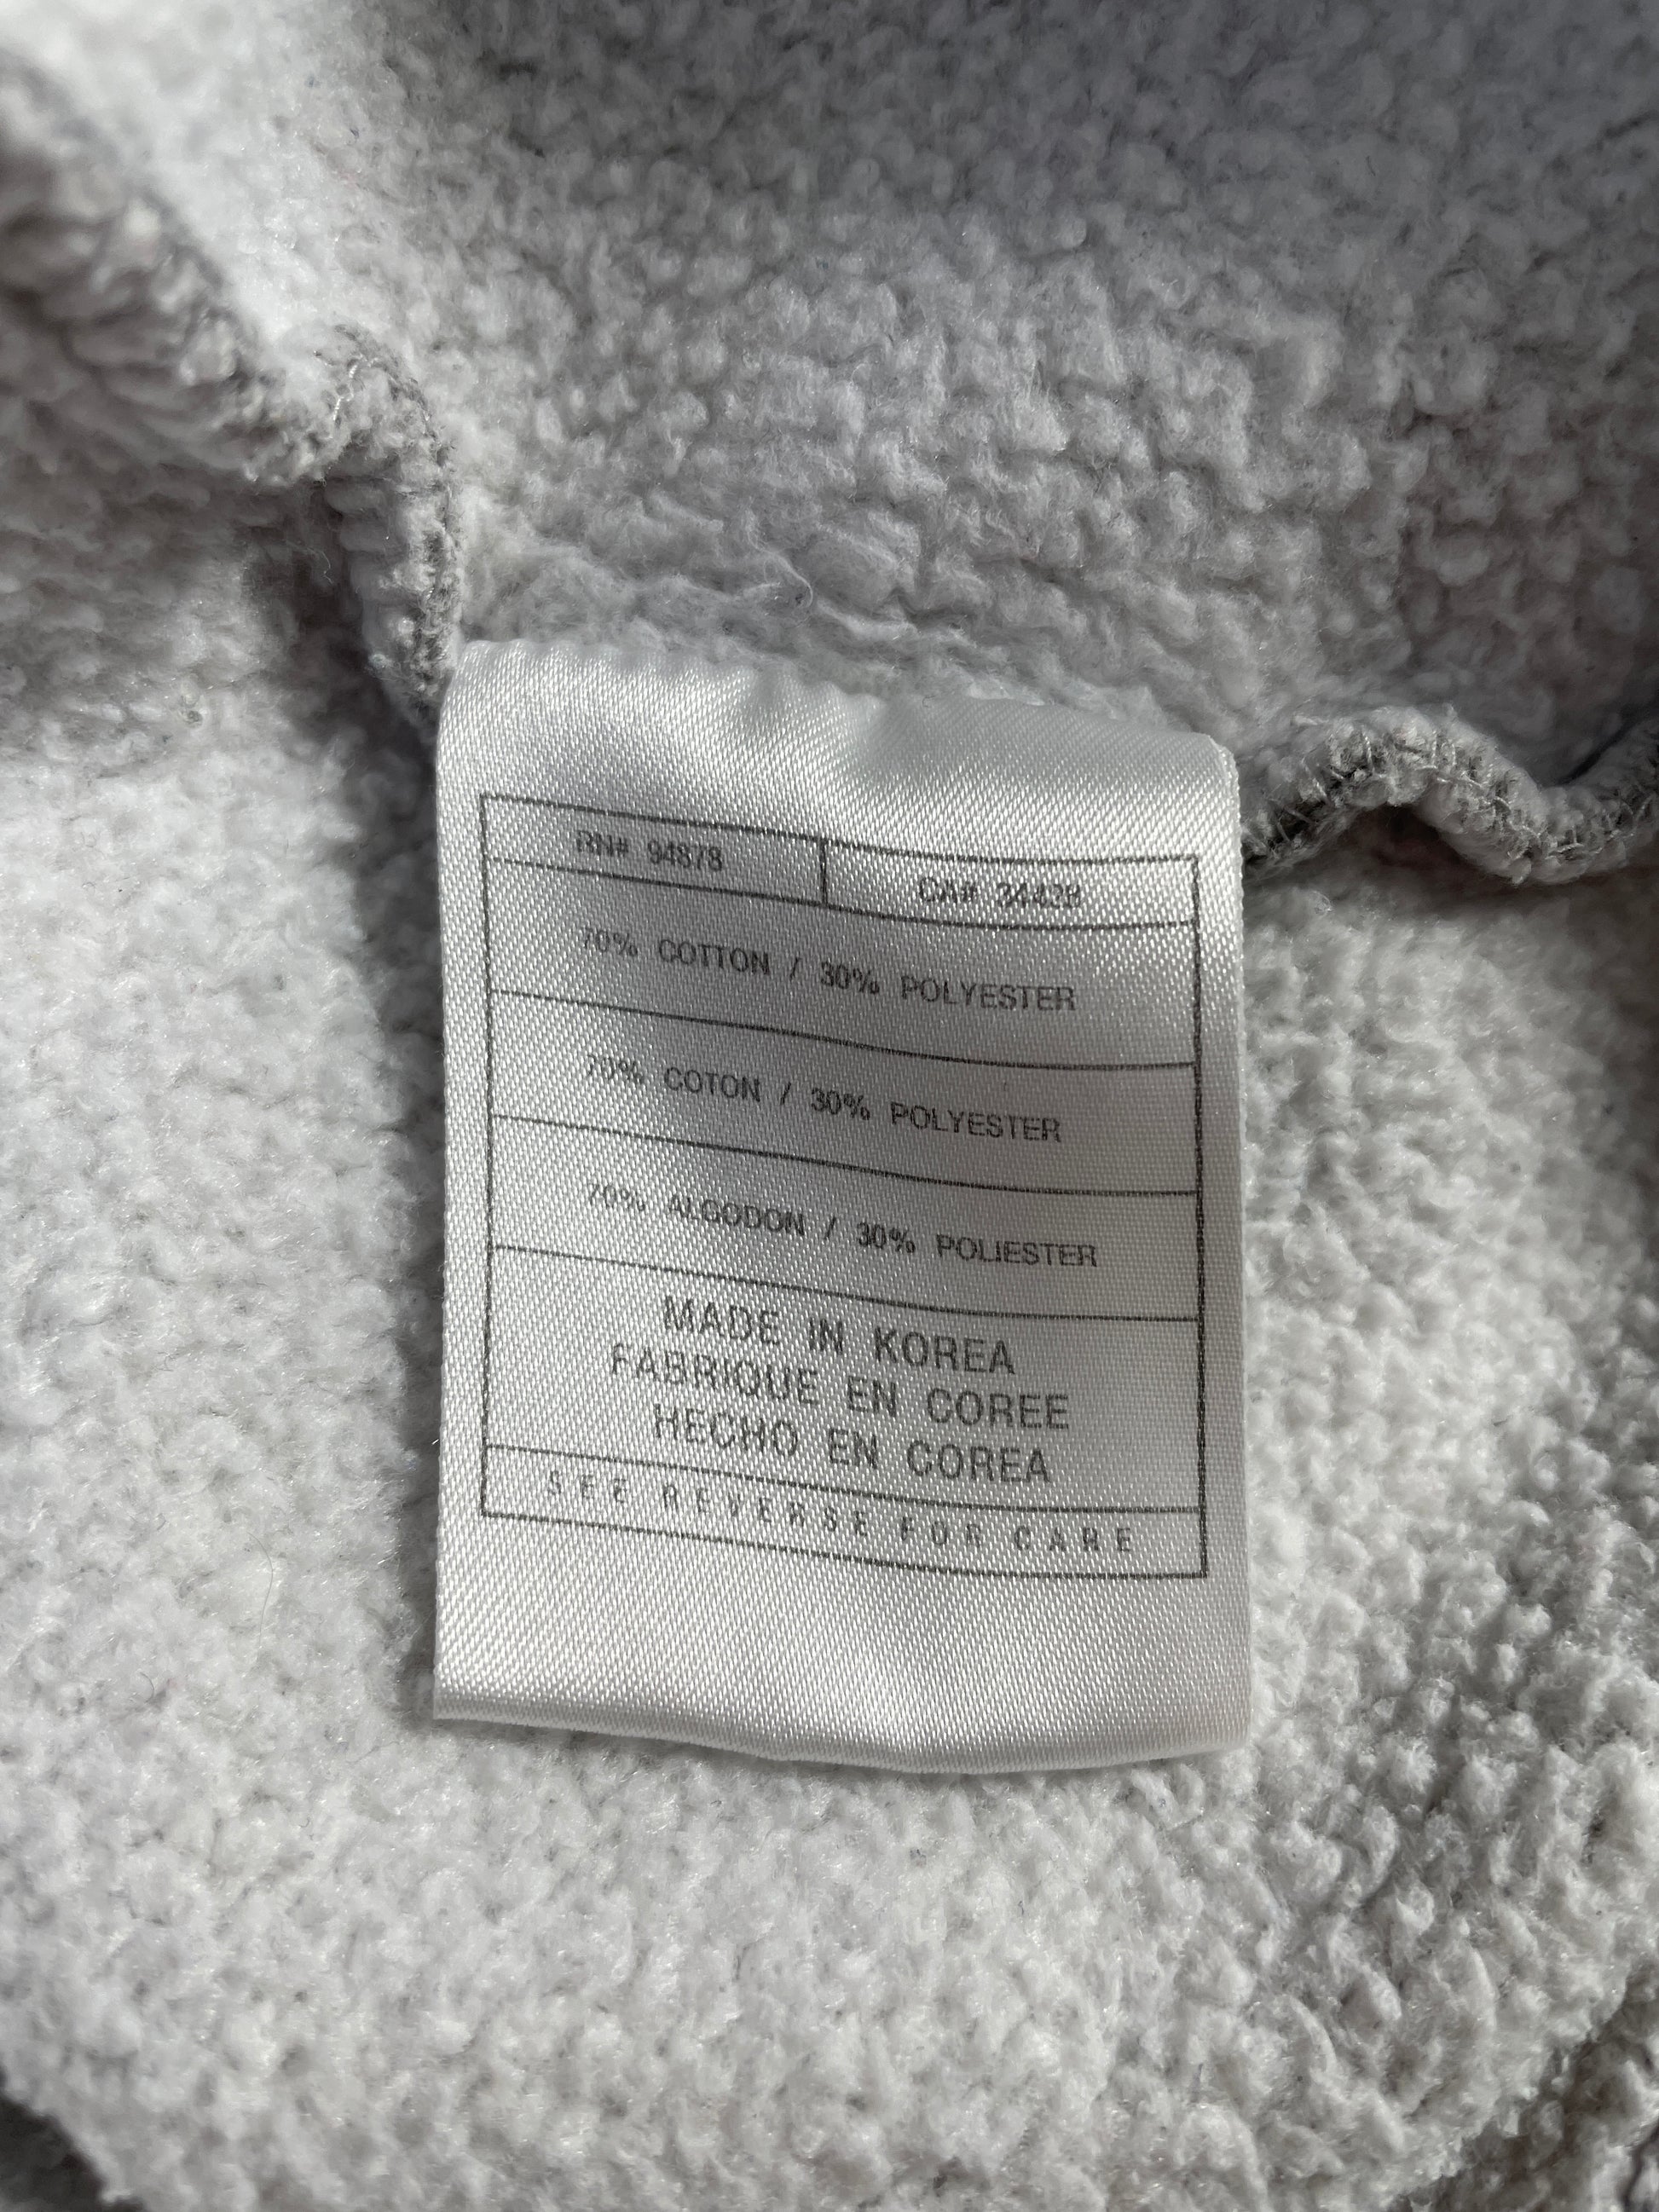 RN# 94878 CA# 34428
70% COTTON / 30% POLYESTER
70% COTON / 30% POLYESTER
70% ALGODON / 30% POLIESTER
MADE IN KOREA
FABRIQUE EN COREE
HECHO EN COREA
SEE REVERSE FOR CARE